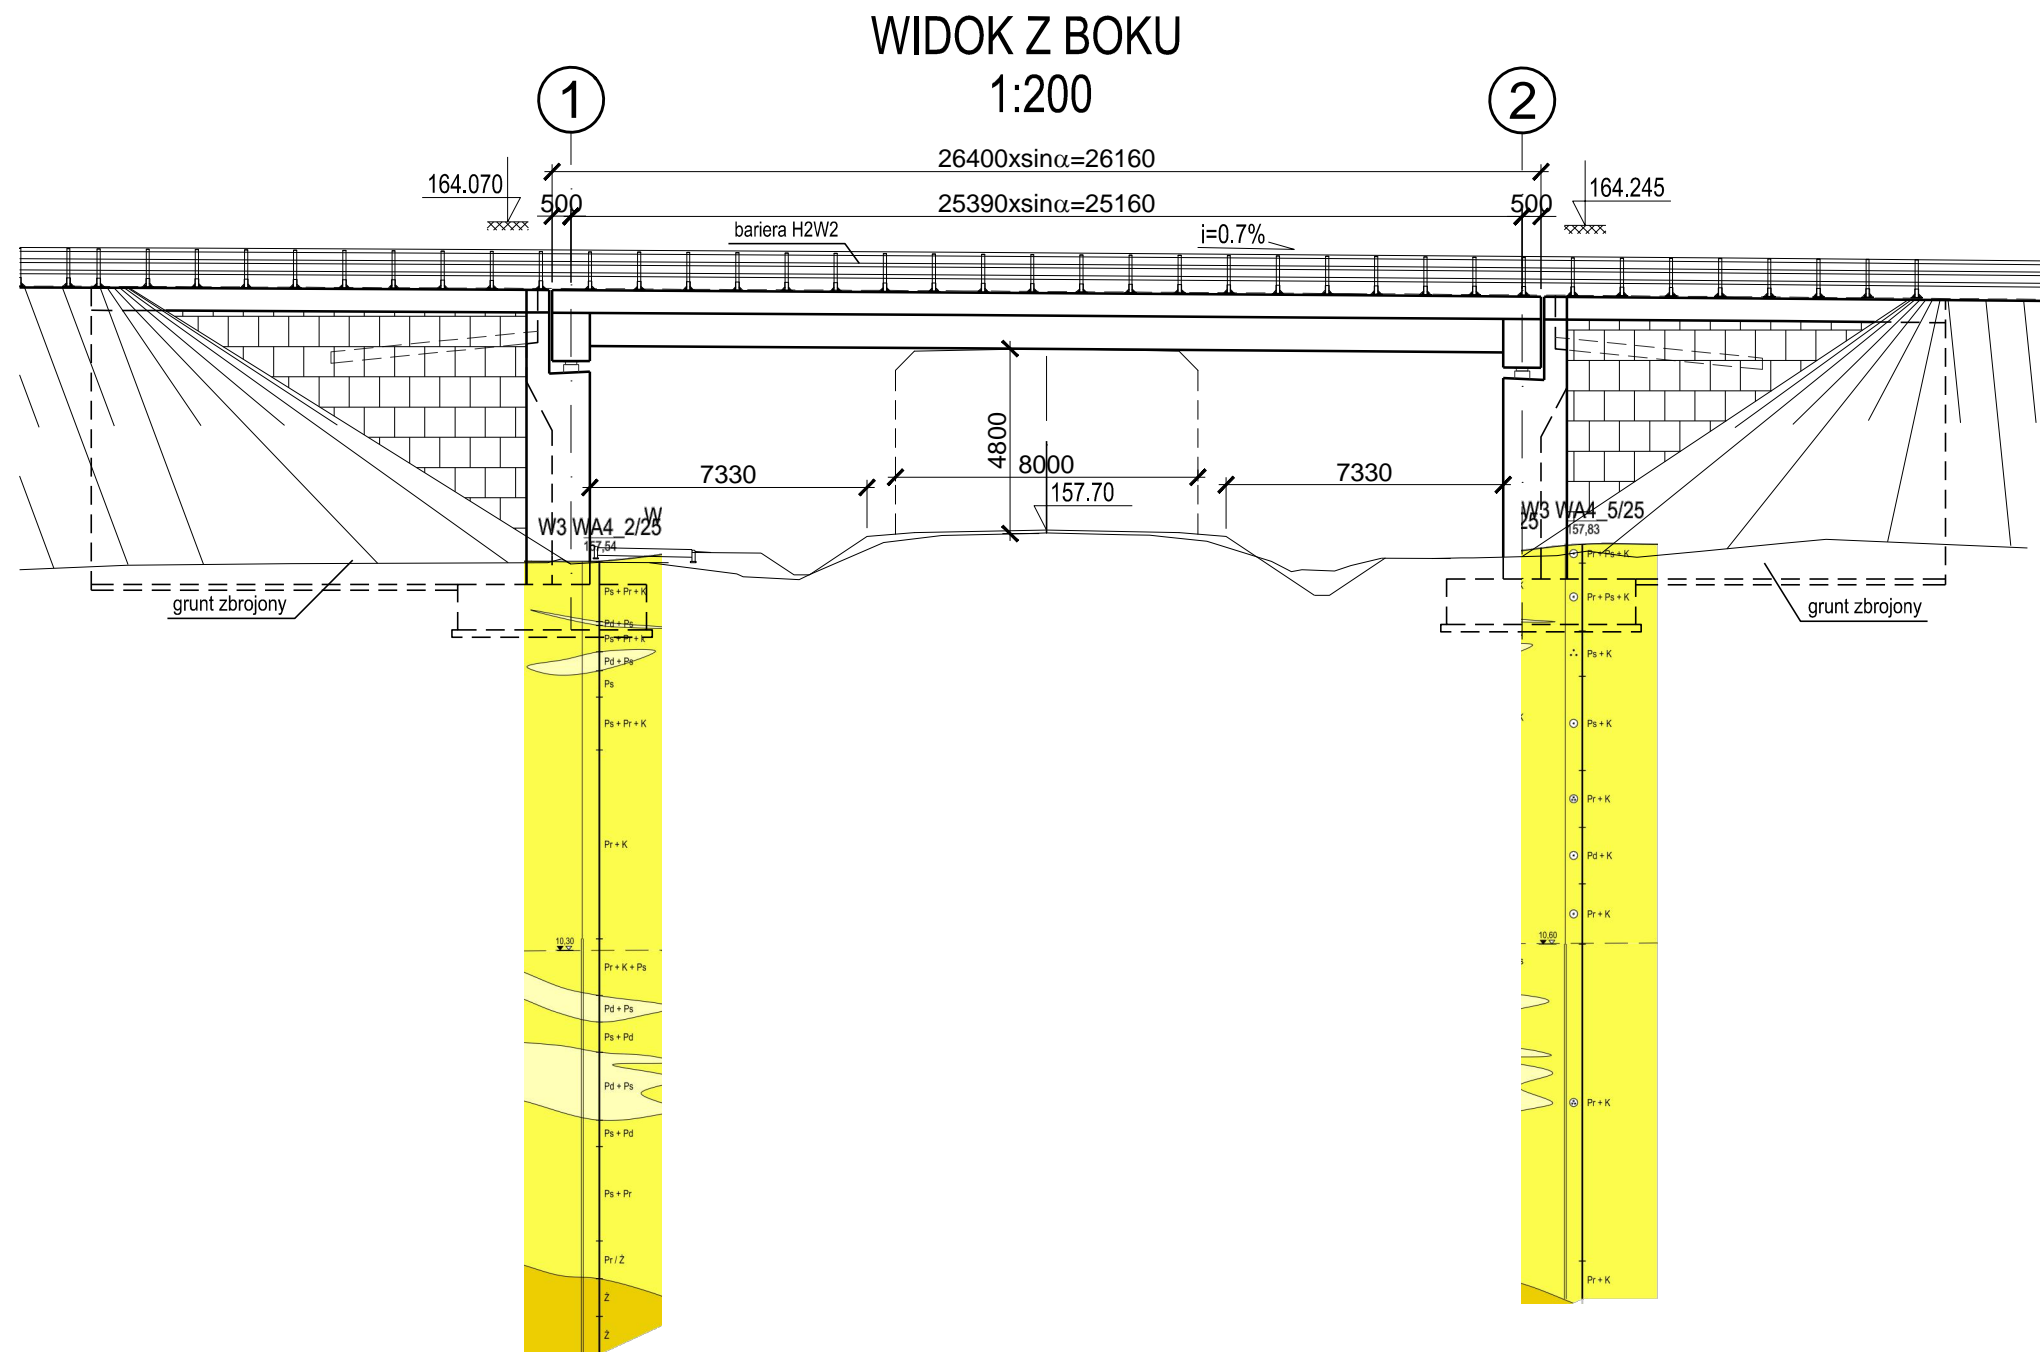 WIDOK Z BOKU
1:200
1
2
26400xsinα=26160
164.070
164.245
500
25390xsinα=25160
500
bariera H2W2
i=0.7%
4800
8000
7330
7330
157.70
W3 WA4_2/25
W
157,54
W3 WA4_5/25
25
157,83
grunt zbrojony
grunt zbrojony
Ps + Pr + K
Pd + Ps
Ps + Pr + K
Pd + Ps
Ps
Ps + Pr + K
Pr + K
10,30
Pr + K + Ps
Pd + Ps
Ps + Pd
Pd + Ps
Ps + Pd
Ps + Pr
Pr / Ż
Ż
Ż
Pr + Ps + K
Pr + Ps + K
Ps + K
Ps + K
Pr + K
Pd + K
Pr + K
10,60
Pr + K
Pr + K